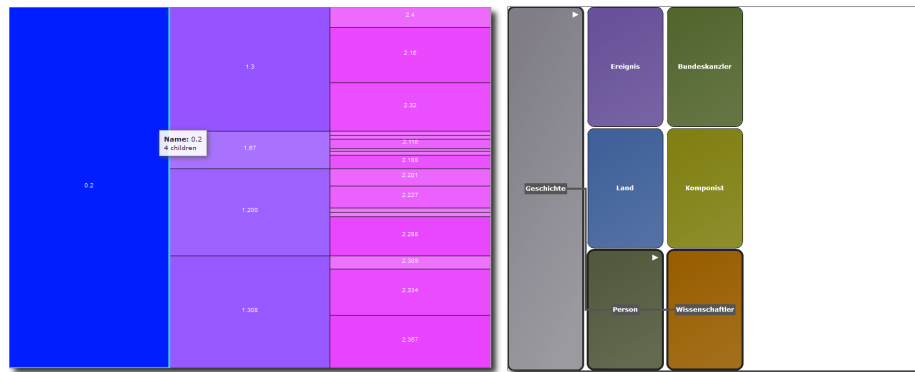 0.2
Name: 0.2
4 children
1.3
1.67
1.200
1.308
2.4
2.16
2.32
2.116
2.188
2.201
2.227
2.268
2.309
2.334
2.357
Geschichte
Ereignis
Land
Person
Bundeskanzler
Komponist
Wissenschaftler